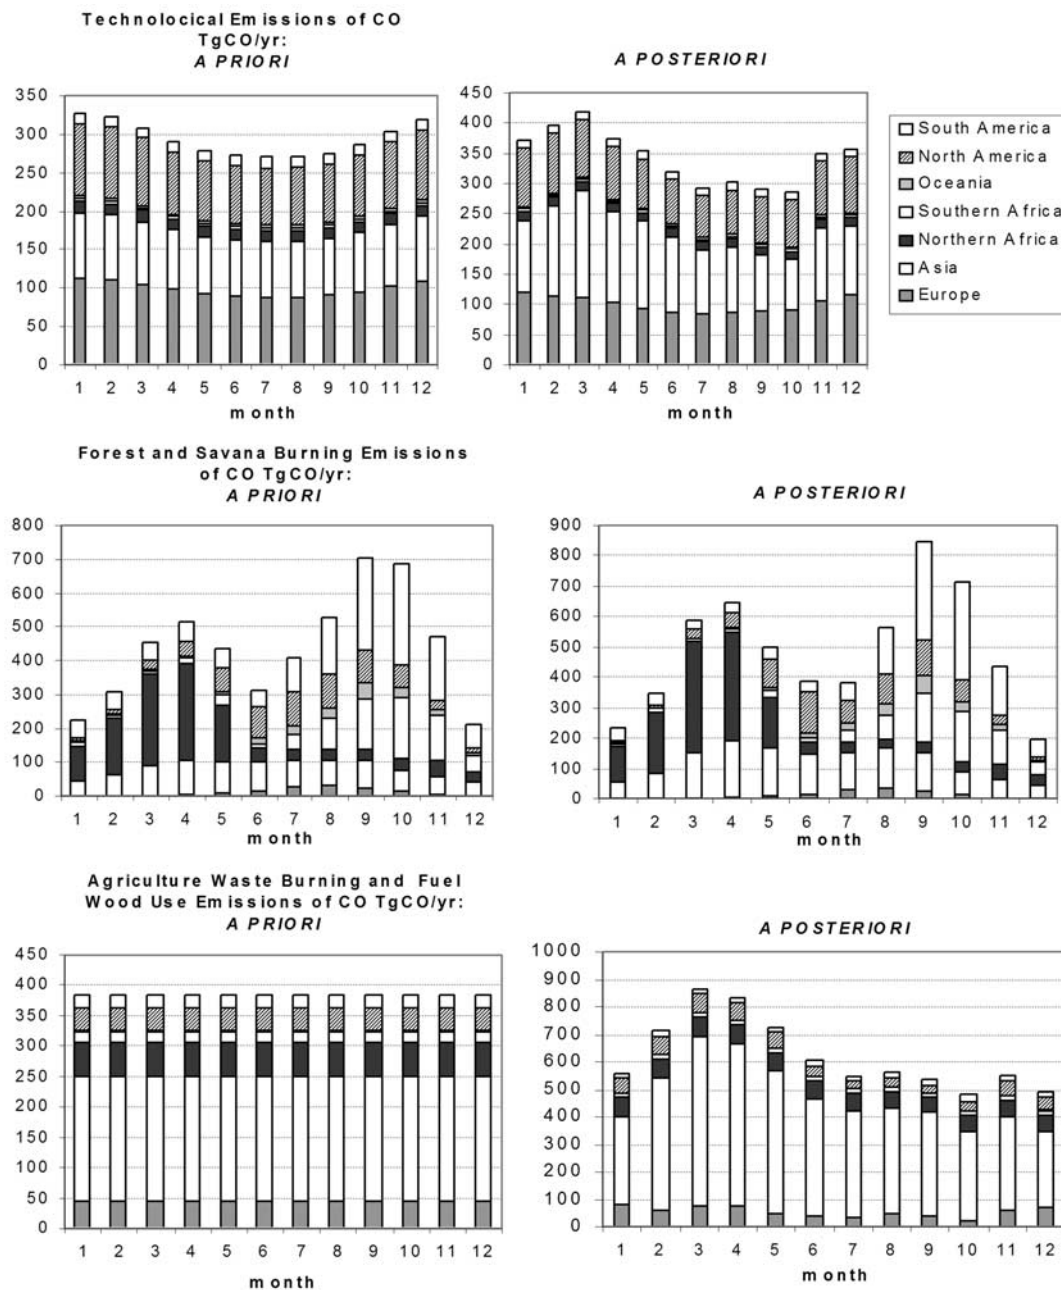 Technolocical Emissions of CO
TgCO/yr:
A PRIORI
350
300
250
200
150
100
50
0
1 2 3 4 5 6 7 8 9 10 11 12
month
A POSTERIORI
450
400
350
300
250
200
150
100
50
0
1 2 3 4 5 6 7 8 9 10 11 12
month
South America
North America
Oceania
Southern Africa
Northern Africa
Asia
Europe
Forest and Savana Burning Emissions
of CO TgCO/yr:
A PRIORI
800
700
600
500
400
300
200
100
0
1 2 3 4 5 6 7 8 9 10 11 12
month
A POSTERIORI
900
800
700
600
500
400
300
200
100
0
1 2 3 4 5 6 7 8 9 10 11 12
month
Agriculture Waste Burning and Fuel
Wood Use Emissions of CO TgCO/yr:
A PRIORI
450
400
350
300
250
200
150
100
50
0
1 2 3 4 5 6 7 8 9 10 11 12
month
A POSTERIORI
1000
900
800
700
600
500
400
300
200
100
0
1 2 3 4 5 6 7 8 9 10 11 12
month